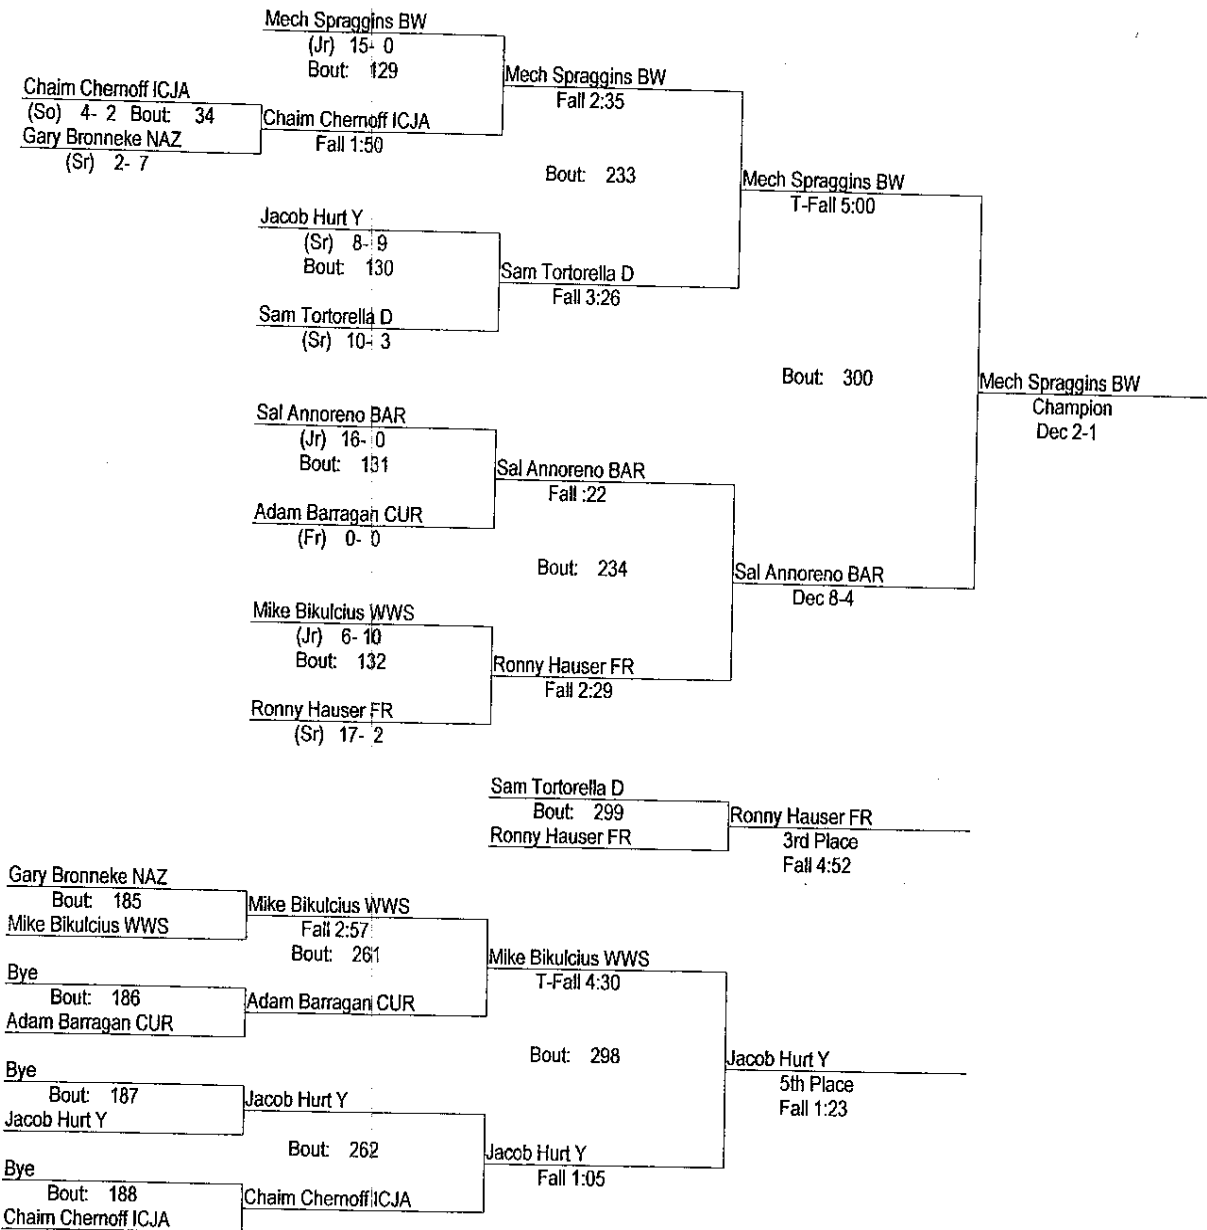 Mech Spraggins BW
(Jr) 15- 0
Bout: 129
Chaim Chernoff ICJA
(So) 4- 2 Bout: 34
Gary Bronneke NAZ
(Sr) 2- 7
Chaim Chernoff ICJA
Fall 1:50
Mech Spraggins BW
Fall 2:35
Bout: 233
Jacob Hurt Y
(Sr) 8- 9
Bout: 130
Sam Tortorella D
(Sr) 10- 3
Sam Tortorella D
Fall 3:26
Mech Spraggins BW
T-Fall 5:00
Bout: 300
Mech Spraggins BW
Champion
Dec 2-1
Sal Annoreno BAR
(Jr) 16- 0
Bout: 131
Adam Barragan CUR
(Fr) 0- 0
Sal Annoreno BAR
Fall :22
Bout: 234
Sal Annoreno BAR
Dec 8-4
Mike Bikulcius WWS
(Jr) 6- 10
Bout: 132
Ronny Hauser FR
(Sr) 17- 2
Ronny Hauser FR
Fall 2:29
Sam Tortorella D
Bout: 299
Ronny Hauser FR
Ronny Hauser FR
3rd Place
Fall 4:52
Gary Bronneke NAZ
Bout: 185
Mike Bikulcius WWS
Mike Bikulcius WWS
Fall 2:57
Bout: 261
Bye
Bout: 186
Adam Barragan CUR
Adam Barragan CUR
Mike Bikulcius WWS
T-Fall 4:30
Bout: 298
Jacob Hurt Y
5th Place
Fall 1:23
Bye
Bout: 187
Jacob Hurt Y
Jacob Hurt Y
Bout: 262
Jacob Hurt Y
Fall 1:05
Bye
Bout: 188
Chaim Chernoff ICJA
Chaim Chernoff ICJA